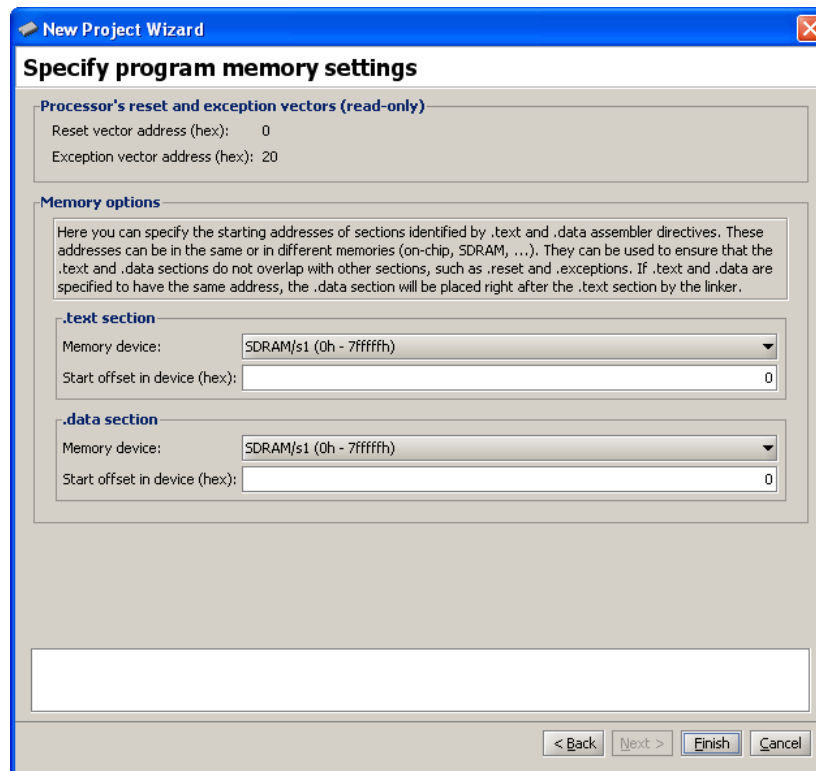 New Project Wizard
Specify program memory settings
Processor's reset and exception vectors (read-only)
Reset vector address (hex): 0
Exception vector address (hex): 20
Memory options
Here you can specify the starting addresses of sections identified by .text and .data assembler directives. These
addresses can be in the same or in different memories (on-chip, SDRAM, ...). They can be used to ensure that the
.text and .data sections do not overlap with other sections, such as .reset and .exceptions. If .text and .data are
specified to have the same address, the .data section will be placed right after the .text section by the linker.
.text section
Memory device: SDRAM/s1 (0h - 7fffffh)
Start offset in device (hex): 0
.data section
Memory device: SDRAM/s1 (0h - 7fffffh)
Start offset in device (hex): 0
< Back Next > Finish Cancel